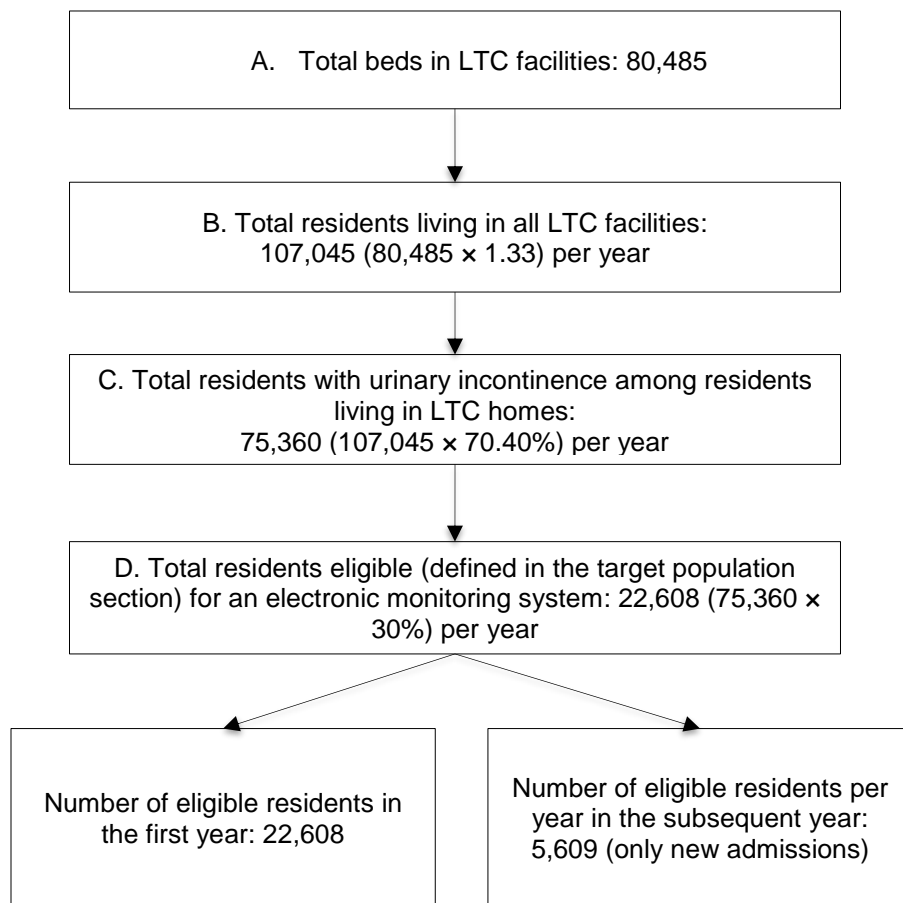 A. Total beds in LTC facilities: 80,485
B. Total residents living in all LTC facilities:
107,045 (80,485 × 1.33) per year
C. Total residents with urinary incontinence among residents
living in LTC homes:
75,360 (107,045 × 70.40%) per year
D. Total residents eligible (defined in the target population
section) for an electronic monitoring system: 22,608 (75,360 ×
30%) per year
Number of eligible residents in
the first year: 22,608
Number of eligible residents per
year in the subsequent year:
5,609 (only new admissions)